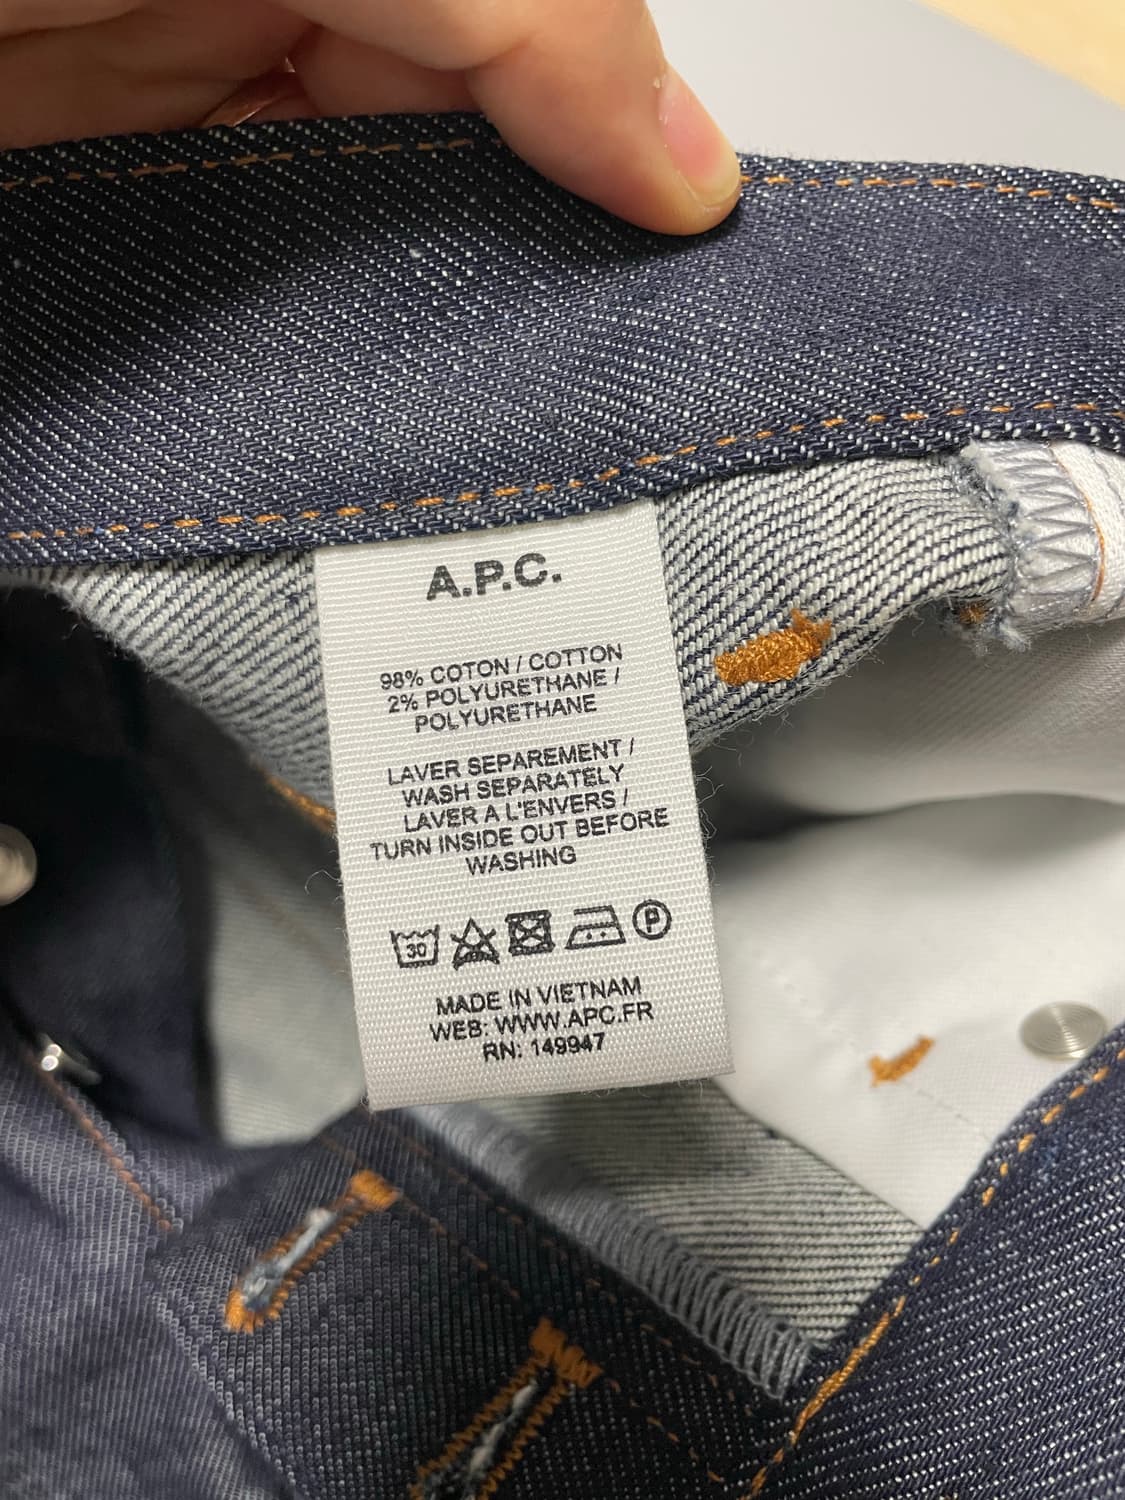 A.P.C.
98% COTON / COTTON
2% POLYURETHANE /
POLYURETHANE
LAVER SEPAREMENT /
WASH SEPARATELY
LAVER A L'ENVERS /
TURN INSIDE OUT BEFORE
WASHING
30 P
MADE IN VIETNAM
WEB: WWW.APC.FR
RN: 149947